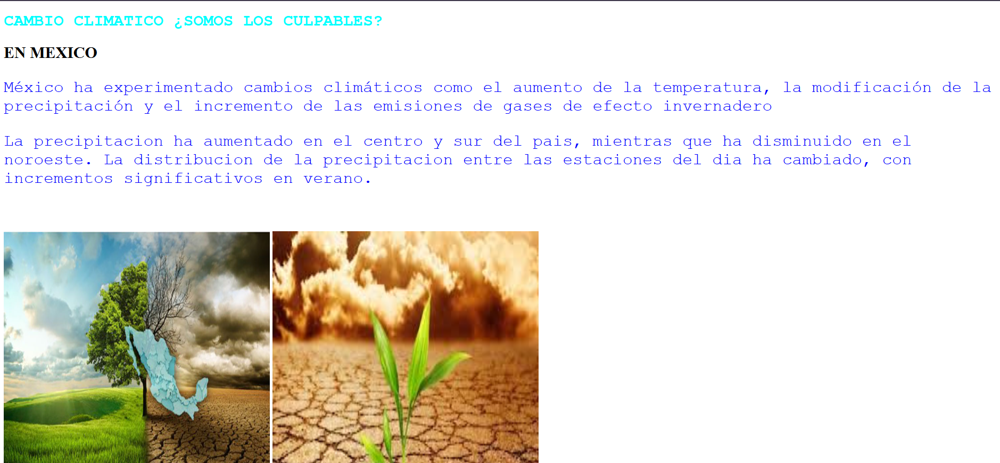 CAMBIO CLIMATICO ¿SOMOS LOS CULPABLES?
EN MEXICO
México ha experimentado cambios climáticos como el aumento de la temperatura, la modificación de la
precipitación y el incremento de las emisiones de gases de efecto invernadero
La precipitacion ha aumentado en el centro y sur del pais, mientras que ha disminuido en el
noroeste. La distribucion de la precipitacion entre las estaciones del dia ha cambiado, con
incrementos significativos en verano.